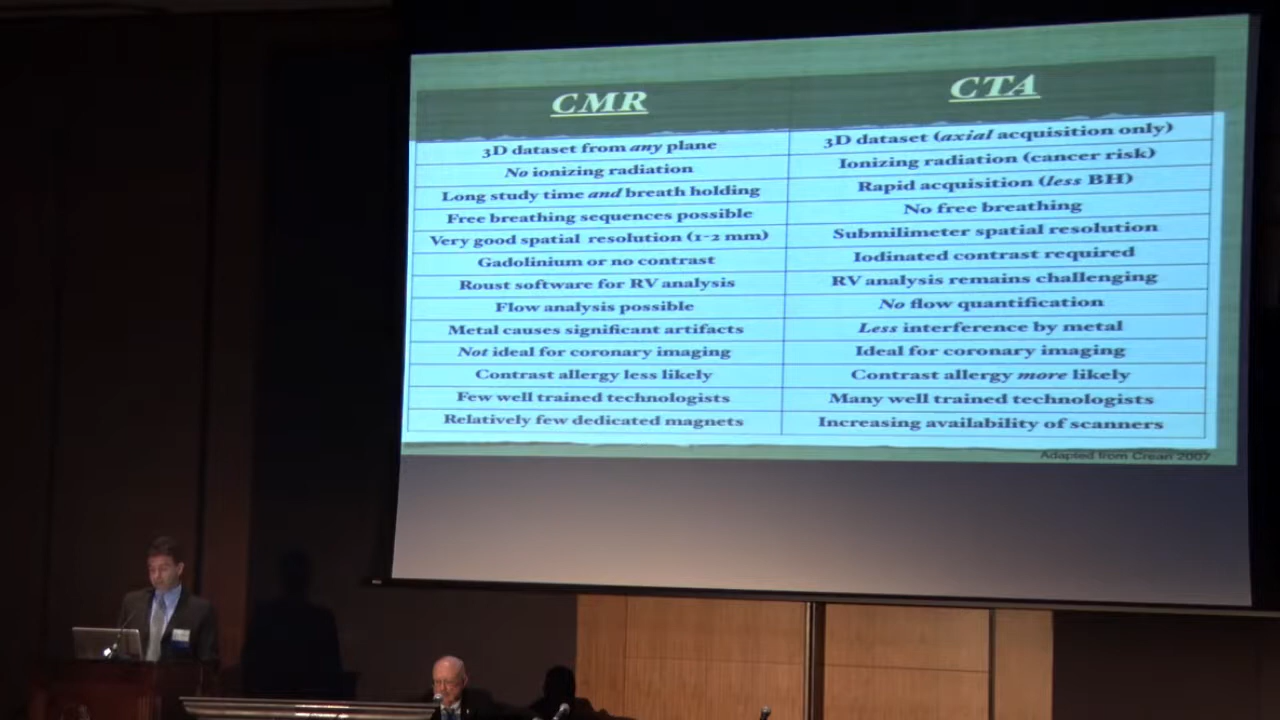 CMR CTA
3D dataset from any plane 3D dataset (axial acquisition only)
No ionizing radiation Ionizing radiation (cancer risk)
Long study time and breath holding Rapid acquisition (less BH)
Free breathing sequences possible No free breathing
Very good spatial resolution (1-2 mm) Submilimeter spatial resolution
Gadolinium or no contrast Iodinated contrast required
Roust software for RV analysis RV analysis remains challenging
Flow analysis possible No flow quantification
Metal causes significant artifacts Less interference by metal
Not ideal for coronary imaging Ideal for coronary imaging
Contrast allergy less likely Contrast allergy more likely
Few well trained technologists Many well trained technologists
Relatively few dedicated magnets Increasing availability of scanners
Adapted from Crean 2007